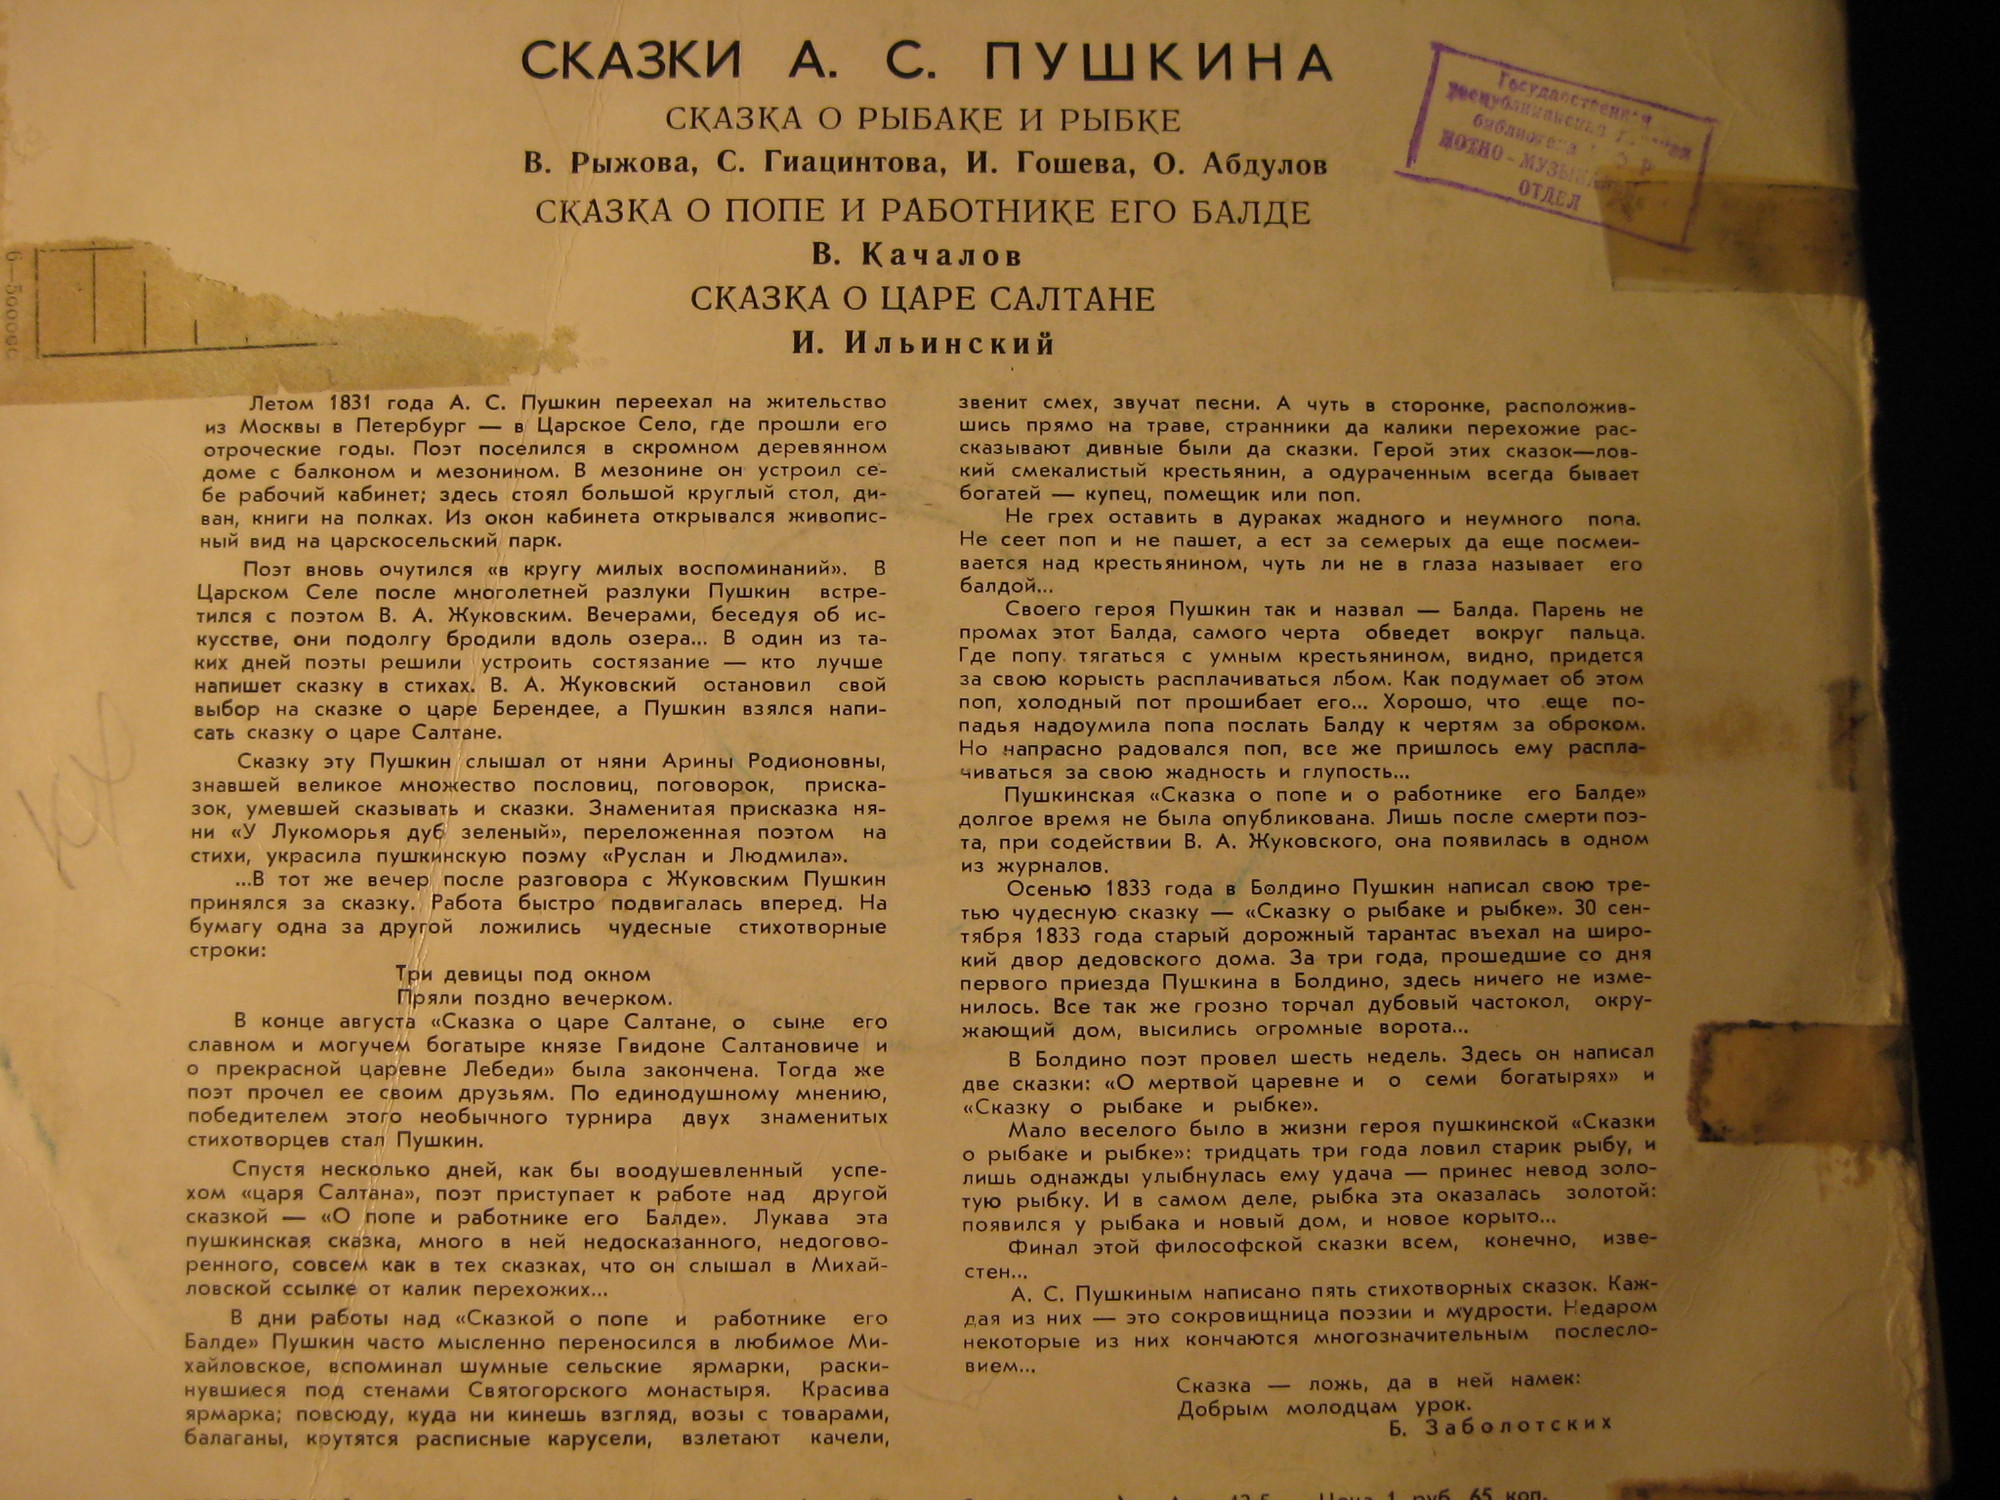 СКАЗКИ А. С. ПУШКИНА
СКАЗКА О РЫБАКЕ И РЫБКЕ
В. Рыжова, С. Гиацинтова, И. Гошева, О. Абдулов
СКАЗКА О ПОПЕ И РАБОТНИКЕ ЕГО БАЛДЕ
В. Качалов
СКАЗКА О ЦАРЕ САЛТАНЕ
И. Ильинский
Государственная
республиканская
библиотека
НОТНО-
ОТДЕЛ
Летом 1831 года А. С. Пушкин переехал на жительство
из Москвы в Петербург — в Царское Село, где прошли его
отроческие годы. Поэт поселился в скромном деревянном
доме с балконом и мезонином. В мезонине он устроил се-
бе рабочий кабинет; здесь стоял большой круглый стол, ди-
ван, книги на полках. Из окон кабинета открывался живопис-
ный вид на царскосельский парк.
Поэт вновь очутился «в кругу милых воспоминаний». В
Царском Селе после многолетней разлуки Пушкин встре-
тился с поэтом В. А. Жуковским. Вечерами, беседуя об ис-
кусстве, они подолгу бродили вдоль озера... В один из та-
ких дней поэты решили устроить состязание — кто лучше
напишет сказку в стихах. В. А. Жуковский остановил свой
выбор на сказке о царе Берендее, а Пушкин взялся напи-
сать сказку о царе Салтане.
Сказку эту Пушкин слышал от няни Арины Родионовны,
знавшей великое множество пословиц, поговорок, приска-
зок, умевшей сказывать и сказки. Знаменитая присказка ня-
ни «У Лукоморья дуб зеленый», переложенная поэтом на
стихи, украсила пушкинскую поэму «Руслан и Людмила».
...В тот же вечер после разговора с Жуковским Пушкин
принялся за сказку. Работа быстро подвигалась вперед. На
бумагу одна за другой ложились чудесные стихотворные
строки:
Три девицы под окном
Пряли поздно вечерком.
В конце августа «Сказка о царе Салтане, о сыне его
славном и могучем богатыре князе Гвидоне Салтановиче и
о прекрасной царевне Лебеди» была закончена. Тогда же
поэт прочел ее своим друзьям. По единодушному мнению,
победителем этого необычного турнира двух знаменитых
стихотворцев стал Пушкин.
Спустя несколько дней, как бы воодушевленный успе-
хом «царя Салтана», поэт приступает к работе над другой
сказкой — «О попе и работнике его Балде». Лукава эта
пушкинская сказка, много в ней недосказанного, недогово-
ренного, совсем как в тех сказках, что он слышал в Михай-
ловской ссылке от калик перехожих...
В дни работы над «Сказкой о попе и работнике его
Балде» Пушкин часто мысленно переносился в любимое Ми-
хайловское, вспоминал шумные сельские ярмарки, раски-
нувшиеся под стенами Святогорского монастыря. Красива
ярмарка; повсюду, куда ни кинешь взгляд, возы с товарами,
балаганы, крутятся расписные карусели, взлетают качели,
звенит смех, звучат песни. А чуть в сторонке, расположив-
шись прямо на траве, странники да калики перехожие рас-
сказывают дивные были да сказки. Герой этих сказок—лов-
кий смекалистый крестьянин, а одураченным всегда бывает
богатей — купец, помещик или поп.
Не грех оставить в дураках жадного и неумного попа.
Не сеет поп и не пашет, а ест за семерых да еще посмеи-
вается над крестьянином, чуть ли не в глаза называет его
балдой...
Своего героя Пушкин так и назвал — Балда. Парень не
промах этот Балда, самого черта обведет вокруг пальца.
Где попу тягаться с умным крестьянином, видно, придется
за свою корысть расплачиваться лбом. Как подумает об этом
поп, холодный пот прошибает его... Хорошо, что еще по-
падья надоумила попа послать Балду к чертям за оброком.
Но напрасно радовался поп, все же пришлось ему распла-
чиваться за свою жадность и глупость...
Пушкинская «Сказка о попе и о работнике его Балде»
долгое время не была опубликована. Лишь после смерти поэ-
та, при содействии В. А. Жуковского, она появилась в одном
из журналов.
Осенью 1833 года в Болдино Пушкин написал свою тре-
тью чудесную сказку — «Сказку о рыбаке и рыбке». 30 сен-
тября 1833 года старый дорожный тарантас въехал на широ-
кий двор дедовского дома. За три года, прошедшие со дня
первого приезда Пушкина в Болдино, здесь ничего не изме-
нилось. Все так же грозно торчал дубовый частокол, окру-
жающий дом, высились огромные ворота...
В Болдино поэт провел шесть недель. Здесь он написал
две сказки: «О мертвой царевне и о семи богатырях» и
«Сказку о рыбаке и рыбке».
Мало веселого было в жизни героя пушкинской «Сказки
о рыбаке и рыбке»: тридцать три года ловил старик рыбу, и
лишь однажды улыбнулась ему удача — принес невод золо-
тую рыбку. И в самом деле, рыбка эта оказалась золотой:
появился у рыбака и новый дом, и новое корыто...
Финал этой философской сказки всем, конечно, изве-
стен...
А. С. Пушкиным написано пять стихотворных сказок. Каж-
дая из них — это сокровищница поэзии и мудрости. Недаром
некоторые из них кончаются многозначительным послесло-
вием...
Сказка — ложь, да в ней намек:
Добрым молодцам урок.
Б. Заболотских
Цена 1 руб. 65 коп.